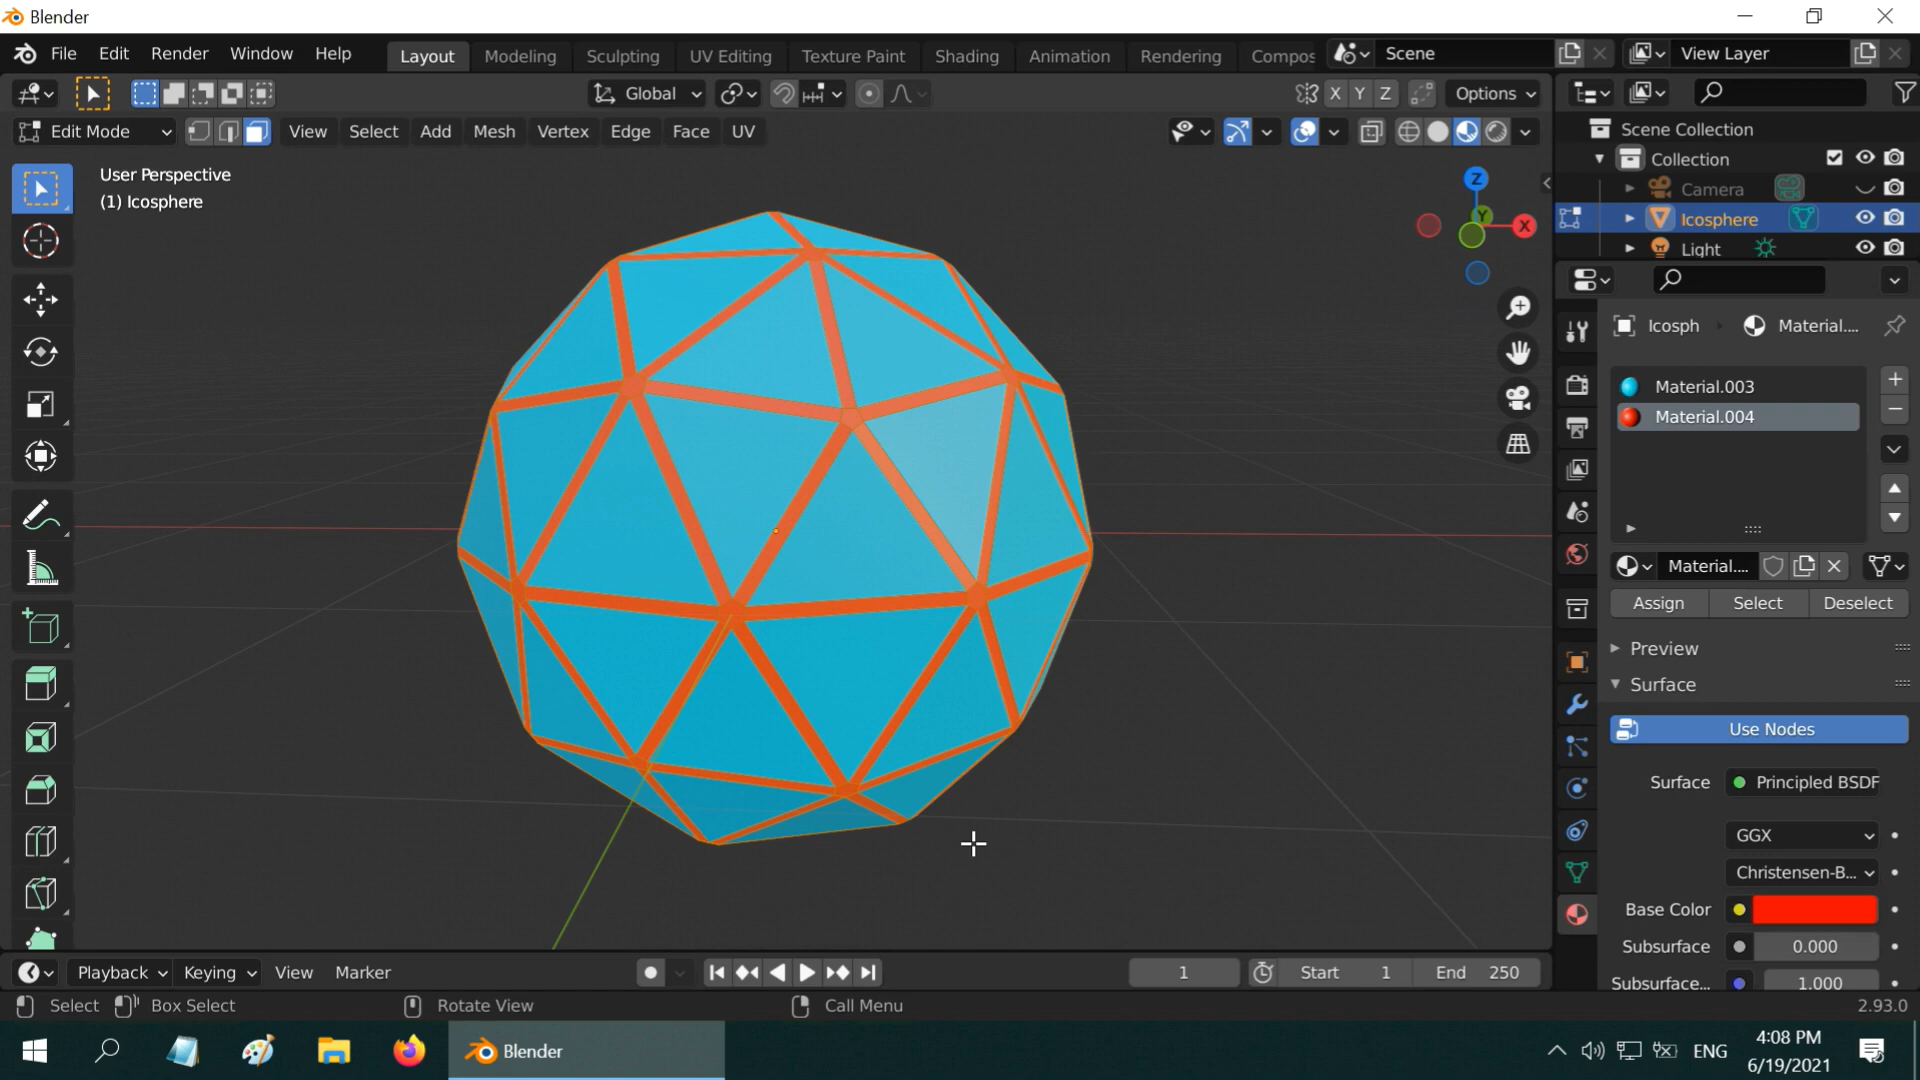 Blender
File Edit Render Window Help Layout Modeling Sculpting UV Editing Texture Paint Shading Animation Rendering Compos Scene View Layer
Global X Y Z Options
Edit Mode View Select Add Mesh Vertex Edge Face UV
User Perspective
(1) Icosphere
Z
Y
X
Scene Collection
Collection
Camera
Icosphere
Light
Icosph Material....
Material.003
Material.004
Material....
Assign Select Deselect
Preview
Surface
Use Nodes
Surface Principled BSDF
GGX
Christensen-B...
Base Color
Subsurface 0.000
Subsurface... 1.000
Playback Keying View Marker 1 Start 1 End 250
Select Box Select Rotate View Call Menu 2.93.0
Blender ENG 4:08 PM
6/19/2021